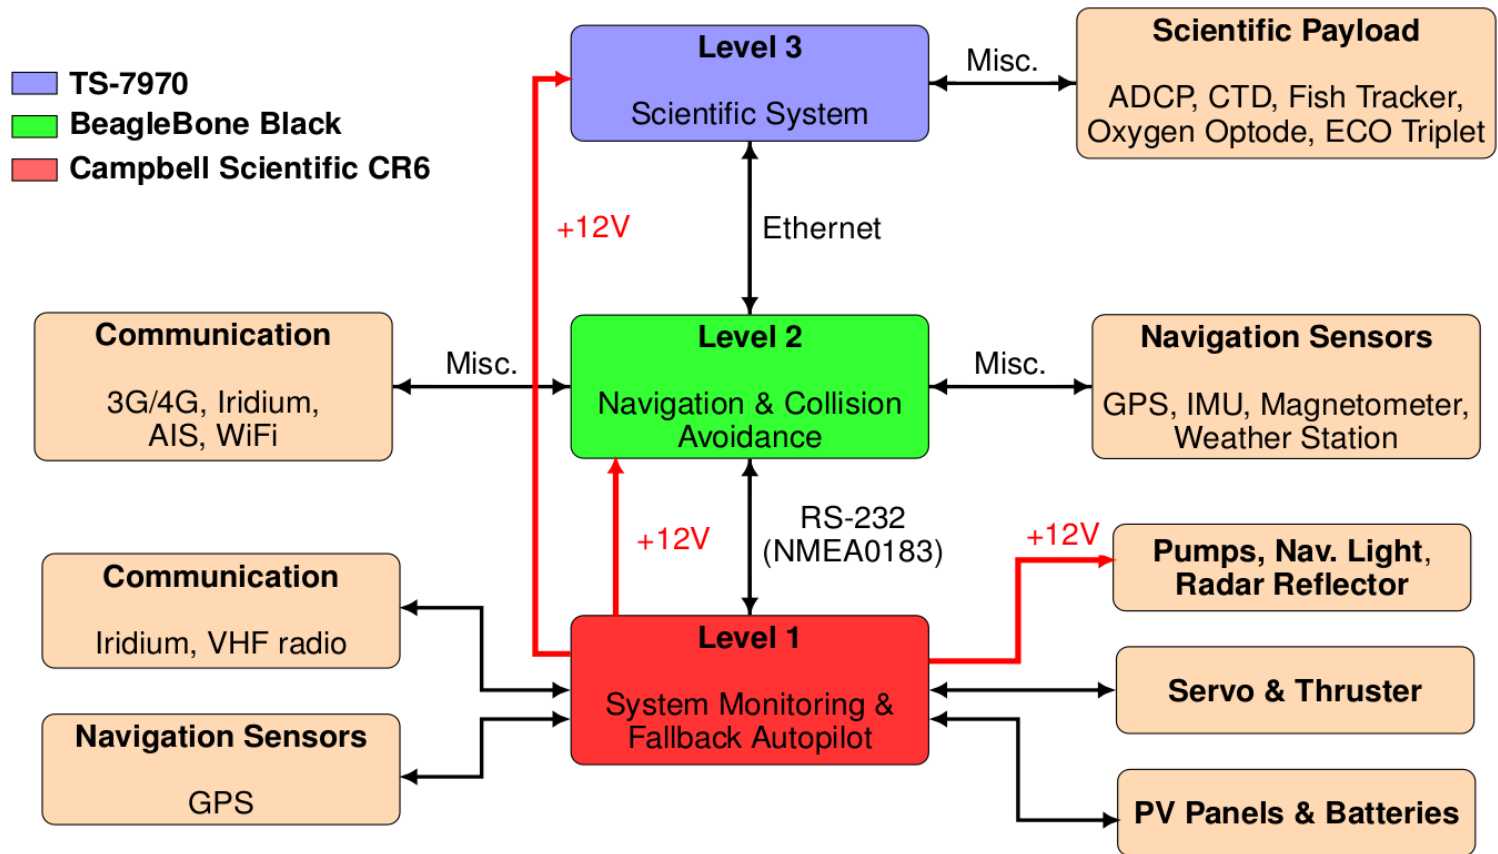 TS-7970
BeagleBone Black
Campbell Scientific CR6
Level 3
Scientific System
Misc.
Scientific Payload
ADCP, CTD, Fish Tracker,
Oxygen Optode, ECO Triplet
+12V
Ethernet
Communication
3G/4G, Iridium,
AIS, WiFi
Misc.
Level 2
Navigation & Collision
Avoidance
Misc.
Navigation Sensors
GPS, IMU, Magnetometer,
Weather Station
+12V
RS-232
(NMEA0183)
+12V
Pumps, Nav. Light,
Radar Reflector
Communication
Iridium, VHF radio
Level 1
System Monitoring &
Fallback Autopilot
Servo & Thruster
Navigation Sensors
GPS
PV Panels & Batteries